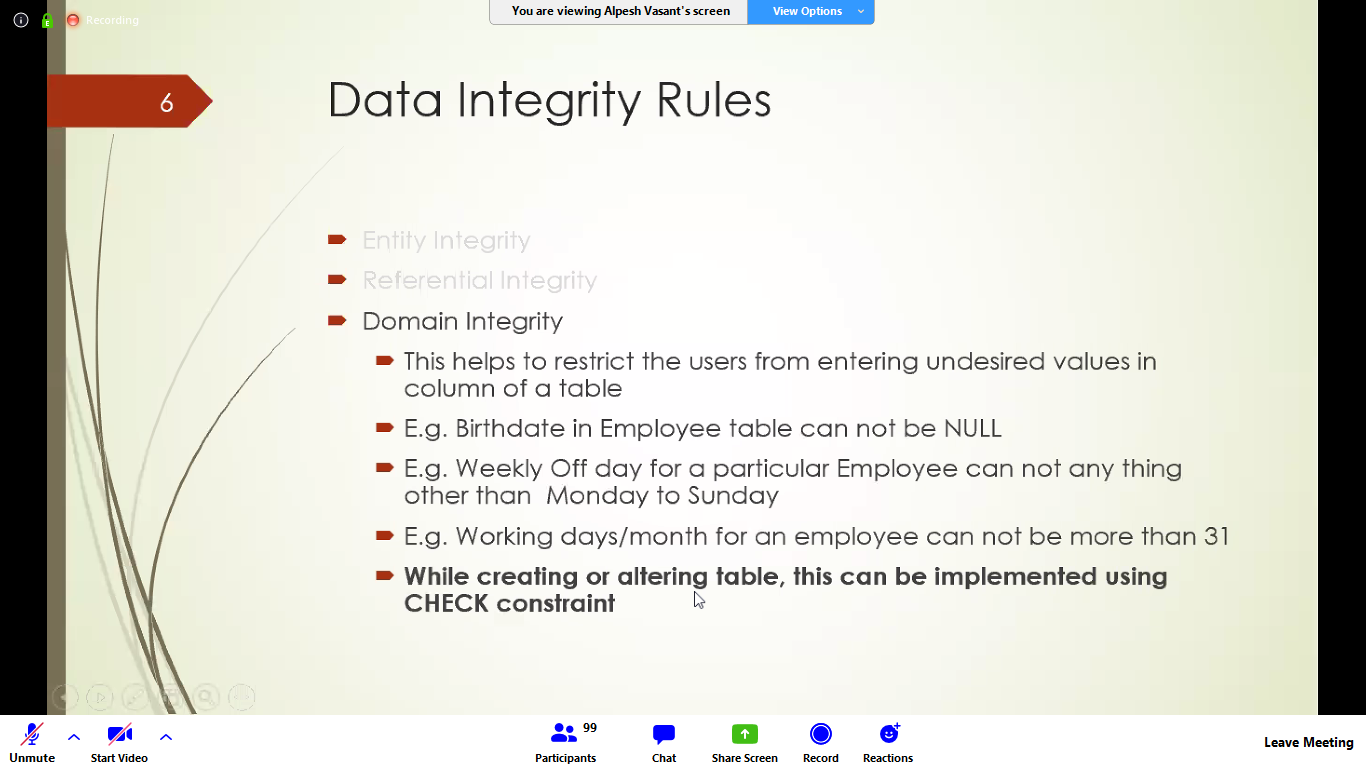 Recording
You are viewing Alpesh Vasant's screen
View Options
6
Data Integrity Rules
Entity Integrity
Referential Integrity
Domain Integrity
This helps to restrict the users from entering undesired values in
column of a table
E.g. Birthdate in Employee table can not be NULL
E.g. Weekly Off day for a particular Employee can not any thing
other than Monday to Sunday
E.g. Working days/month for an employee can not be more than 31
While creating or altering table, this can be implemented using
CHECK constraint
99
Unmute
Start Video
Participants
Chat
Share Screen
Record
Reactions
Leave Meeting